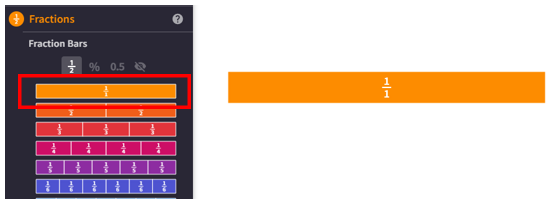 1/2 Fractions ?
Fraction Bars
1/2 % 0.5
1/1
1/2 1/2
1/3 1/3 1/3
1/4 1/4 1/4 1/4
1/5 1/5 1/5 1/5 1/5
1/6 1/6 1/6 1/6 1/6 1/6
1/1